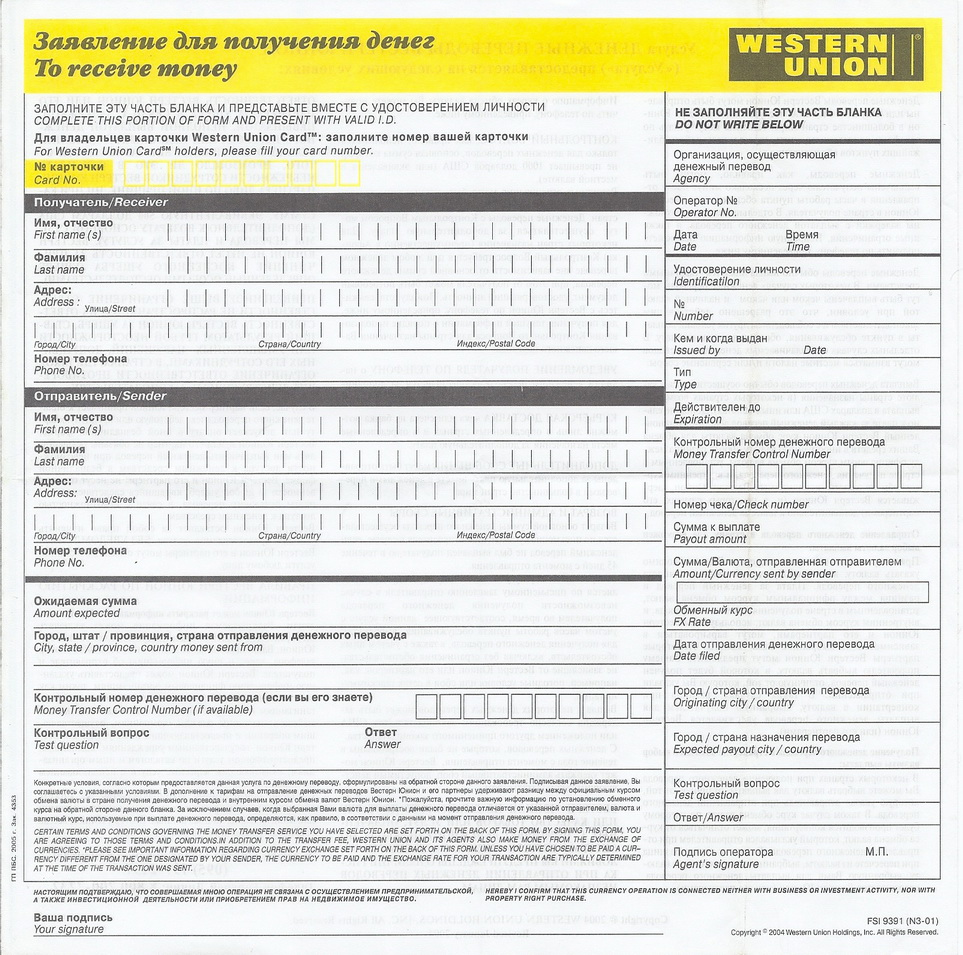 Заявление для получения денег
To receive money
WESTERN
UNION
®
ЗАПОЛНИТЕ ЭТУ ЧАСТЬ БЛАНКА И ПРЕДСТАВЬТЕ ВМЕСТЕ С УДОСТОВЕРЕНИЕМ ЛИЧНОСТИ
COMPLETE THIS PORTION OF FORM AND PRESENT WITH VALID I.D.
Для владельцев карточки Western Union Card™: заполните номер вашей карточки
For Western Union Card℠ holders, please fill your card number.
№ карточки
Card No.
Получатель/Receiver
Имя, отчество
First name (s)
Фамилия
Last name
Адрес:
Address :
Улица/Street
Город/City Страна/Country Индекс/Postal Code
Номер телефона
Phone No.
Отправитель/Sender
Имя, отчество
First name (s)
Фамилия
Last name
Адрес:
Address:
Улица/Street
Город/City Страна/Country Индекс/Postal Code
Номер телефона
Phone No.
Ожидаемая сумма
Amount expected
Город, штат / провинция, страна отправления денежного перевода
City, state / province, country money sent from
Контрольный номер денежного перевода (если вы его знаете)
Money Transfer Control Number (if available)
Контрольный вопрос Ответ
Test question Answer
Конкретные условия, согласно которым предоставляется данная услуга по денежному переводу, сформулированы на обратной стороне данного заявления. Подписывая данное заявление, Вы
соглашаетесь с указанными условиями. В дополнение к тарифам на отправление денежных переводов Вестерн Юнион и его партнеры удерживают разницу между официальным курсом
обмена валюты в стране получения денежного перевода и внутренним курсом обмена валют Вестерн Юнион. *Пожалуйста, прочтите важную информацию по установлению обменного
курса на обратной стороне данного бланка. За исключением случаев, когда выбранная Вами валюта для выплаты денежного перевода отличается от указанной отправителем, валюта и
валютный курс, используемые при выплате денежного перевода, определяются, как правило, в соответствии с данными на момент отправления денежного перевода.
CERTAIN TERMS AND CONDITIONS GOVERNING THE MONEY TRANSFER SERVICE YOU HAVE SELECTED ARE SET FORTH ON THE BACK OF THIS FORM. BY SIGNING THIS FORM, YOU
ARE AGREEING TO THOSE TERMS AND CONDITIONS.IN ADDITION TO THE TRANSFER FEE, WESTERN UNION AND ITS AGENTS ALSO MAKE MONEY FROM THE EXCHANGE OF
CURRENCIES. *PLEASE SEE IMPORTANT INFORMATION REGARDING CURRENCY EXCHANGE SET FORTH ON THE BACK OF THIS FORM. UNLESS YOU HAVE CHOSEN TO BE PAID A CUR-
RENCY DIFFERENT FROM THE ONE DESIGNATED BY YOUR SENDER, THE CURRENCY TO BE PAID AND THE EXCHANGE RATE FOR YOUR TRANSACTION ARE TYPICALLY DETERMINED
AT THE TIME OF THE TRANSACTION WAS SENT.
НЕ ЗАПОЛНЯЙТЕ ЭТУ ЧАСТЬ БЛАНКА
DO NOT WRITE BELOW
Организация, осуществляющая
денежный перевод
Agency
Оператор №
Operator No.
Дата Время
Date Time
Удостоверение личности
Identification
№
Number
Кем и когда выдан
Issued by Date
Тип
Type
Действителен до
Expiration
Контрольный номер денежного перевода
Money Transfer Control Number
Номер чека/Check number
Сумма к выплате
Payout amount
Сумма/Валюта, отправленная отправителем
Amount/Currency sent by sender
Обменный курс
FX Rate
Дата отправления денежного перевода
Date filed
Город / страна отправления перевода
Originating city / country
Город / страна назначения перевода
Expected payout city / country
Контрольный вопрос
Test question
Ответ/Answer
Подпись оператора М.П.
Agent's signature
НАСТОЯЩИМ ПОДТВЕРЖДАЮ, ЧТО СОВЕРШАЕМАЯ МНОЮ ОПЕРАЦИЯ НЕ СВЯЗАНА С ОСУЩЕСТВЛЕНИЕМ ПРЕДПРИНИМАТЕЛЬСКОЙ,
А ТАКЖЕ ИНВЕСТИЦИОННОЙ ДЕЯТЕЛЬНОСТИ ИЛИ ПРИОБРЕТЕНИЕМ ПРАВ НА НЕДВИЖИМОЕ ИМУЩЕСТВО.
HEREBY I CONFIRM THAT THIS CURRENCY OPERATION IS CONNECTED NEITHER WITH BUSINESS OR INVESTMENT ACTIVITY, NOR WITH
PROPERTY RIGHT PURCHASE.
Ваша подпись
Your signature
FSI 9391 (N3-01)
Copyright © 2004 Western Union Holdings, Inc. All Rights Reserved.